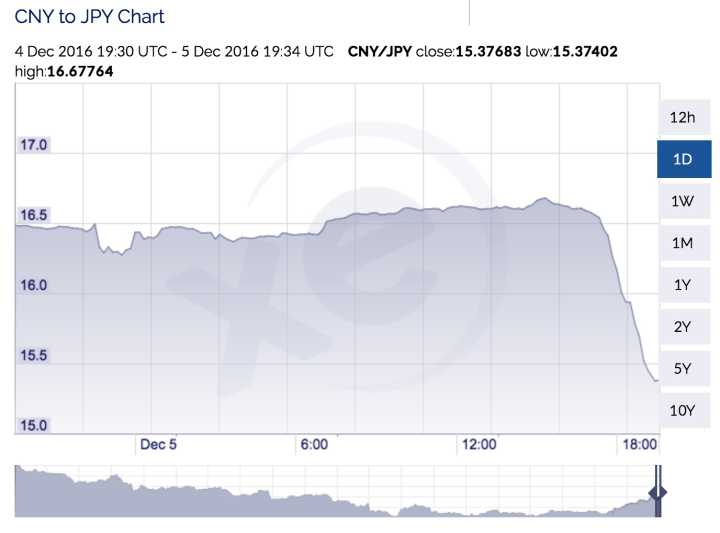 CNY to JPY Chart
4 Dec 2016 19:30 UTC - 5 Dec 2016 19:34 UTC CNY/JPY close:15.37683 low:15.37402
high:16.67764
12h
17.0
1D
1W
16.5
xe
1M
16.0
1Y
2Y
15.5
5Y
10Y
15.0
Dec 5 6:00 12:00 18:00